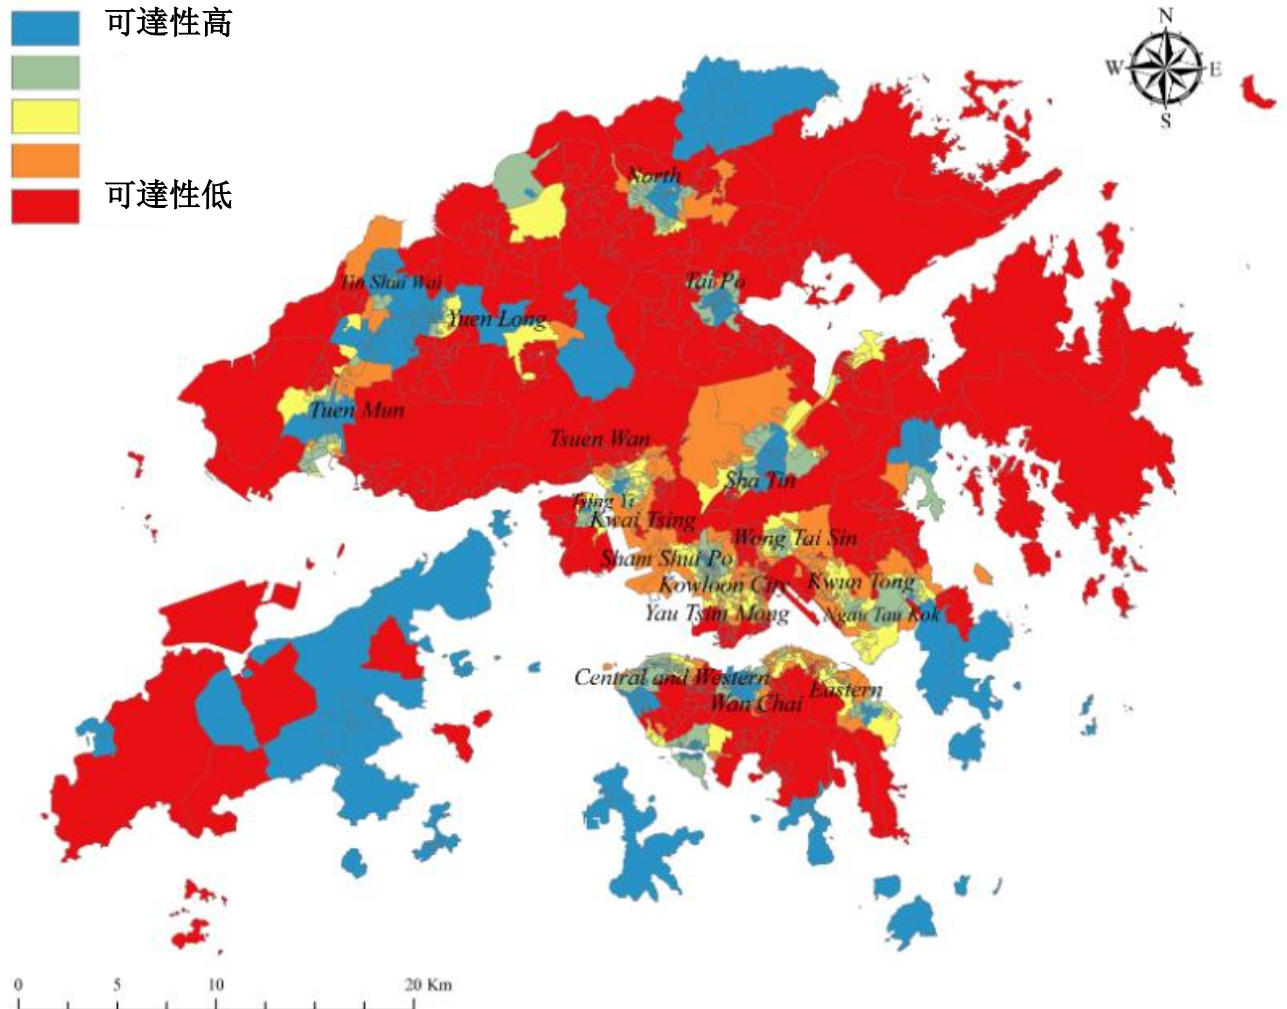 可達性高
可達性低
N
W
E
S
North
Tin Shui Wai
Tai Po
Yuen Long
Tuen Mun
Tsuen Wan
Sha Tin
Tsing Yi
Kwai Tsing
Wong Tai Sin
Sham Shui Po
Kowloon City
Kwun Tong
Yau Tsim Mong
Ngau Tau Kok
Central and Western
Eastern
Wan Chai
0 5 10 20 Km